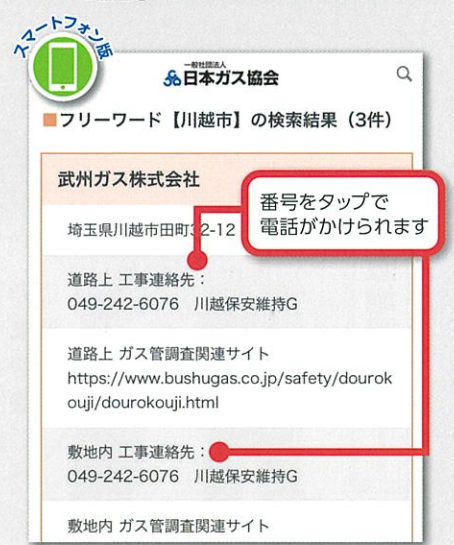 スマートフォン版
一般社団法人
日本ガス協会
■フリーワード【川越市】の検索結果（3件）
武州ガス株式会社
番号をタップで
電話がかけられます
埼玉県川越市田町32-12
道路上 工事連絡先：
049-242-6076 川越保安維持G
道路上 ガス管調査関連サイト
https://www.bushugas.co.jp/safety/dourok
ouji/dourokouji.html
敷地内 工事連絡先：
049-242-6076 川越保安維持G
敷地内 ガス管調査関連サイト